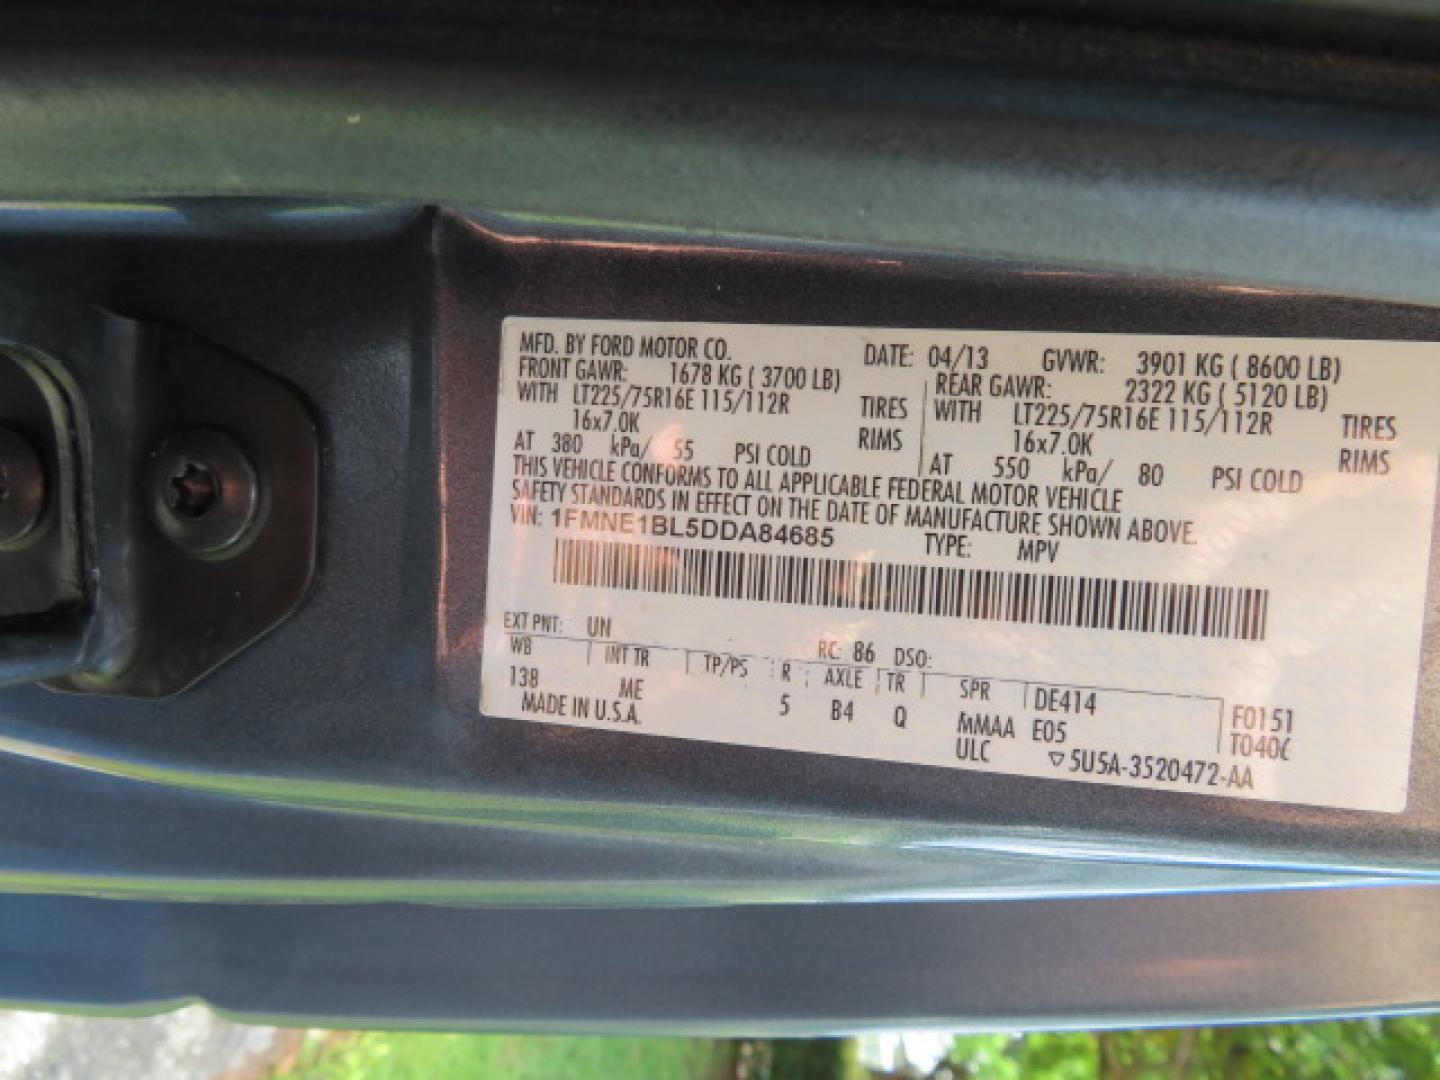 MFD. BY FORD MOTOR CO. DATE: 04/13 GVWR: 3901 KG ( 8600 LB)
FRONT GAWR: 1678 KG ( 3700 LB) REAR GAWR: 2322 KG ( 5120 LB)
WITH LT225/75R16E 115/112R TIRES WITH LT225/75R16E 115/112R TIRES
16x7.0K RIMS 16x7.0K RIMS
AT 380 kPa/ 55 PSI COLD AT 550 kPa/ 80 PSI COLD
THIS VEHICLE CONFORMS TO ALL APPLICABLE FEDERAL MOTOR VEHICLE
SAFETY STANDARDS IN EFFECT ON THE DATE OF MANUFACTURE SHOWN ABOVE.
VIN: 1FMNE1BL5DDA84685 TYPE: MPV
EXT PNT: UN RC: 86 DSO:
WB INT TR TP/PS R AXLE TR SPR DE414 F0151
138 ME 5 B4 Q MMAA E05 T040C
MADE IN U.S.A. ULC ▽5U5A-3520472-AA